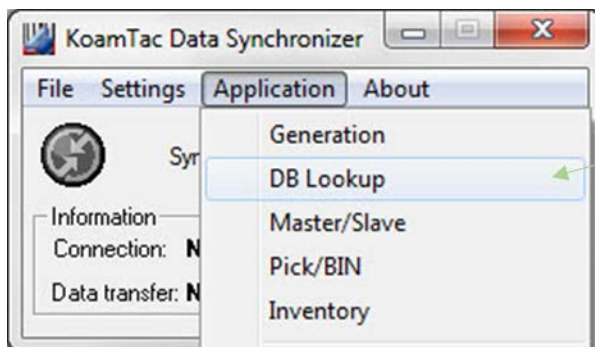 KoamTac Data Synchronizer
File Settings Application About
Generation
Syr
DB Lookup
Information
Master/Slave
Connection: N
Pick/BIN
Data transfer: N
Inventory